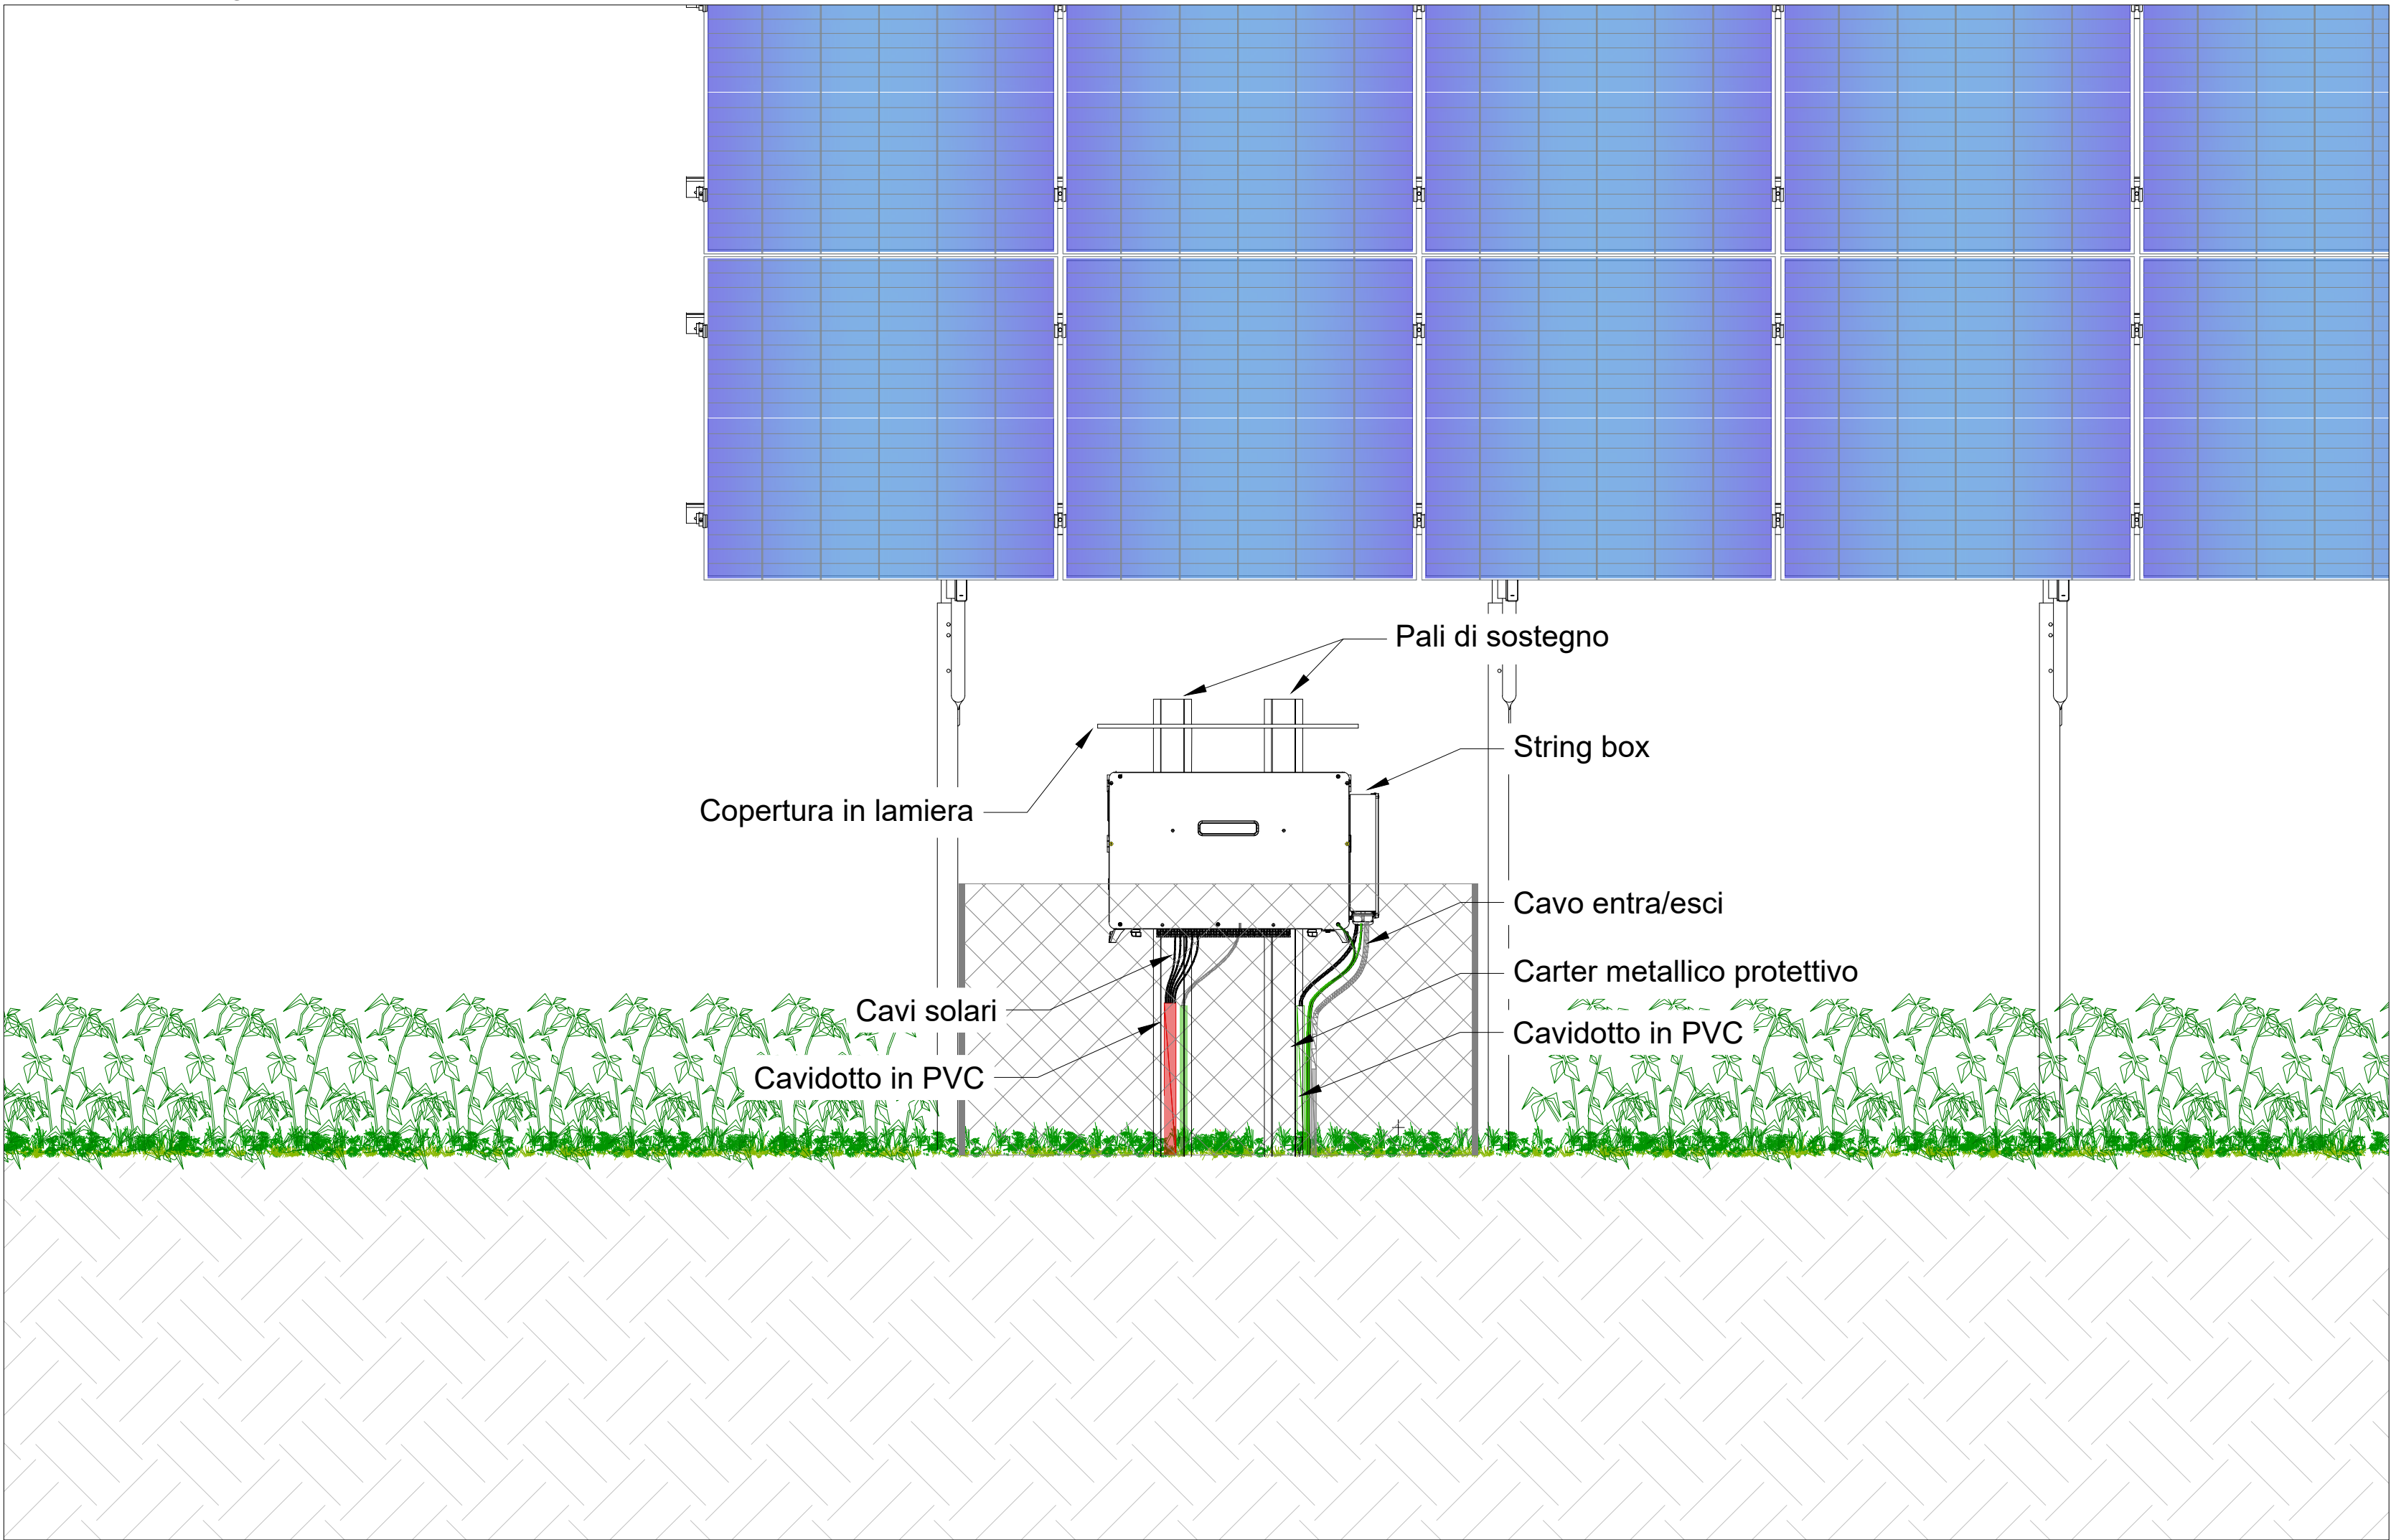 Pali di sostegno
String box
Copertura in lamiera
Cavo entra/esci
Carter metallico protettivo
Cavi solari
Cavidotto in PVC
Cavidotto in PVC